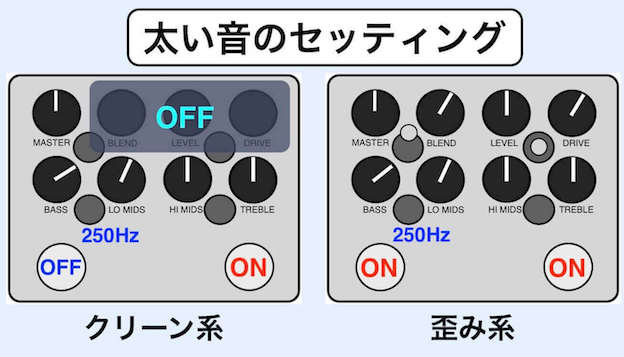 太い音のセッティング
OFF
MASTER BLEND LEVEL DRIVE
BASS LO MIDS HI MIDS TREBLE
250Hz
OFF ON
クリーン系
MASTER BLEND LEVEL DRIVE
BASS LO MIDS HI MIDS TREBLE
250Hz
ON ON
歪み系